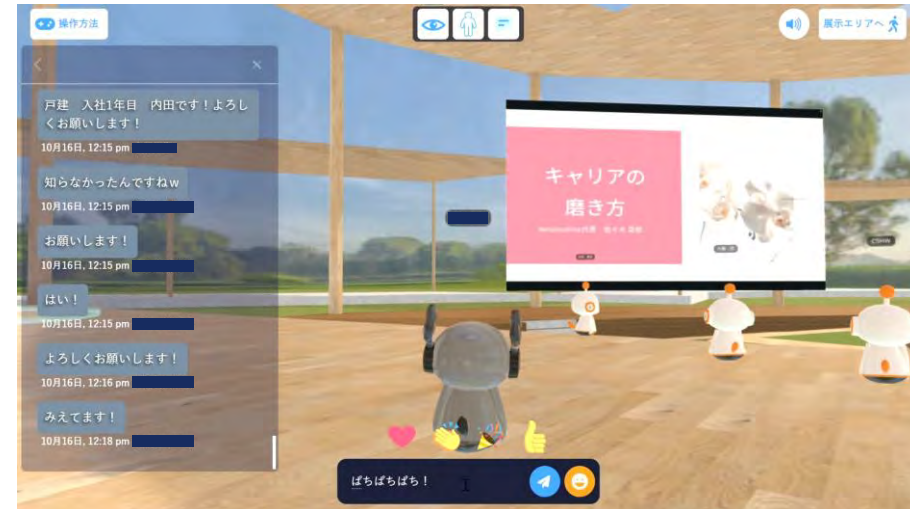 操作方法
展示エリアへ
戸建 入社1年目 内田です！よろし
くお願いします！
10月16日, 12:15 pm
知らなかったんですねw
10月16日, 12:15 pm
お願いします！
10月16日, 12:15 pm
はい！
10月16日, 12:15 pm
よろしくお願いします！
10月16日, 12:16 pm
みえてます！
10月16日, 12:18 pm
キャリアの
磨き方
ぱちぱちぱち！